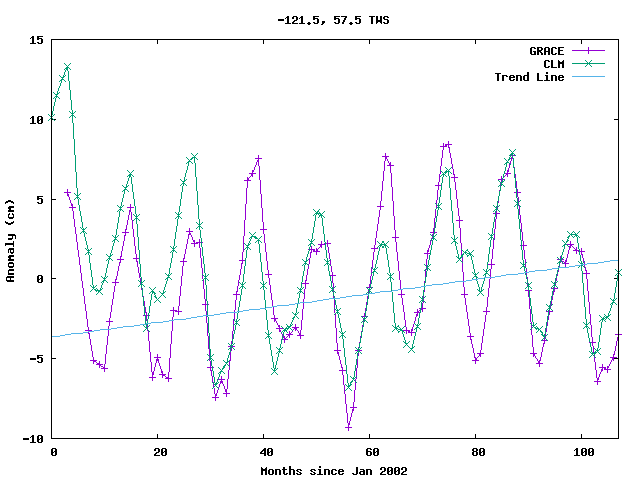 -121.5, 57.5 TWS
GRACE
CLM
Trend Line
15
10
5
0
-5
-10
Anomaly (cm)
0 20 40 60 80 100
Months since Jan 2002